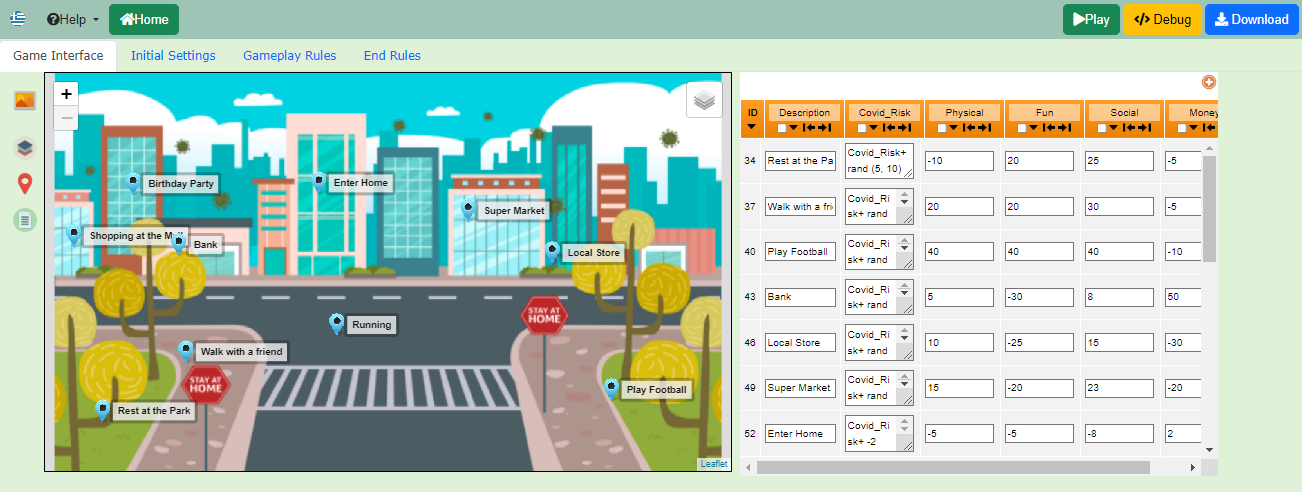 Help
Home
Play
Debug
Download
Game Interface
Initial Settings
Gameplay Rules
End Rules
+
−
Birthday Party
Enter Home
Super Market
Shopping at the M
Bank
Local Store
Running
STAY AT
HOME
Walk with a friend
STAY AT
HOME
Play Football
Rest at the Park
Leaflet
ID Description Covid_Risk Physical Fun Social Money
34 Rest at the Pa Covid_Risk+ rand (5, 10) -10 20 25 -5
37 Walk with a frie Covid_Ri sk+ rand 20 20 30 -5
40 Play Football Covid_Ri sk+ rand 40 40 40 -10
43 Bank Covid_Ri sk+ rand 5 -30 8 50
46 Local Store Covid_Ri sk+ rand 10 -25 15 -30
49 Super Market Covid_Ri sk+ rand 15 -20 23 -20
52 Enter Home Covid_Ri sk+ -2 -5 -5 -8 2